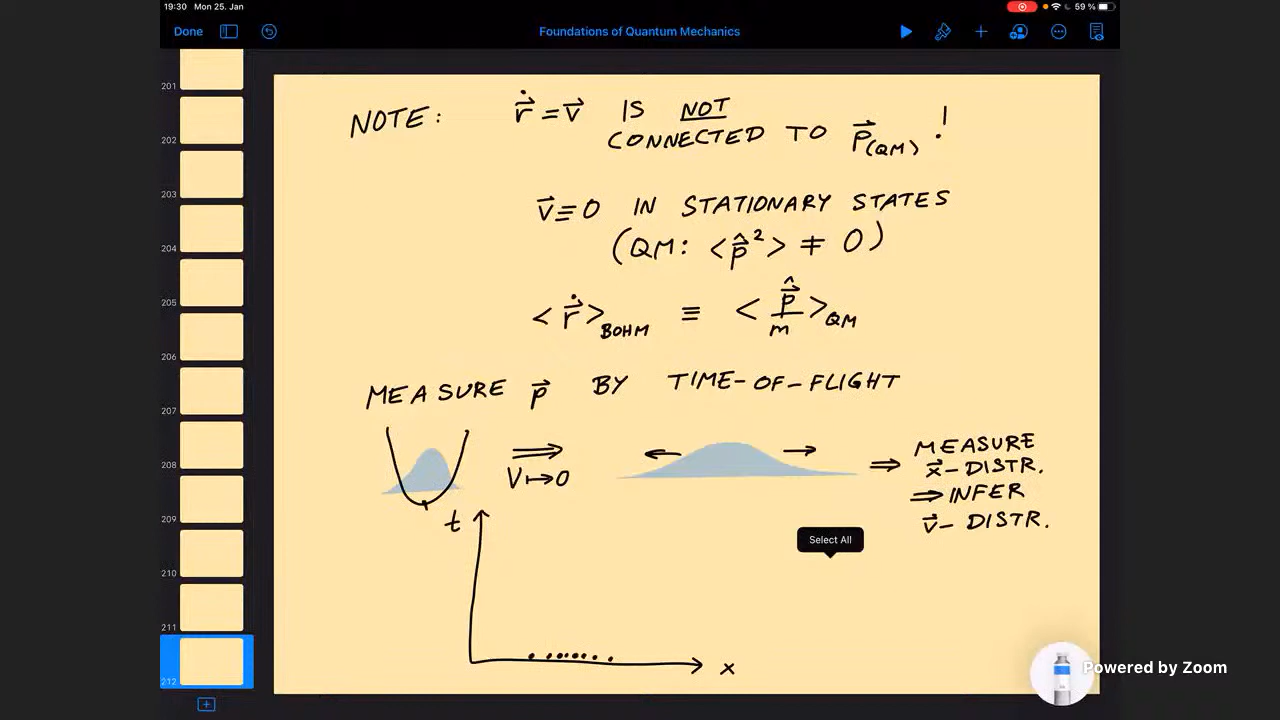 19:30 Mon 25. Jan
59 %
Done
Foundations of Quantum Mechanics
201
202
203
204
205
206
207
208
209
210
211
212
NOTE: ṙ⃗ = v⃗ IS NOT
CONNECTED TO p⃗(QM) !
v⃗ ≡ 0 IN STATIONARY STATES
(QM: <p̂⃗²> ≠ 0)
<ṙ⃗>BOHM ≡ <p̂⃗/m>QM
MEASURE p⃗ BY TIME-OF-FLIGHT
V↦0
⇒ MEASURE
x⃗-DISTR.
⇒ INFER
v⃗-DISTR.
t
Select All
x
Powered by Zoom